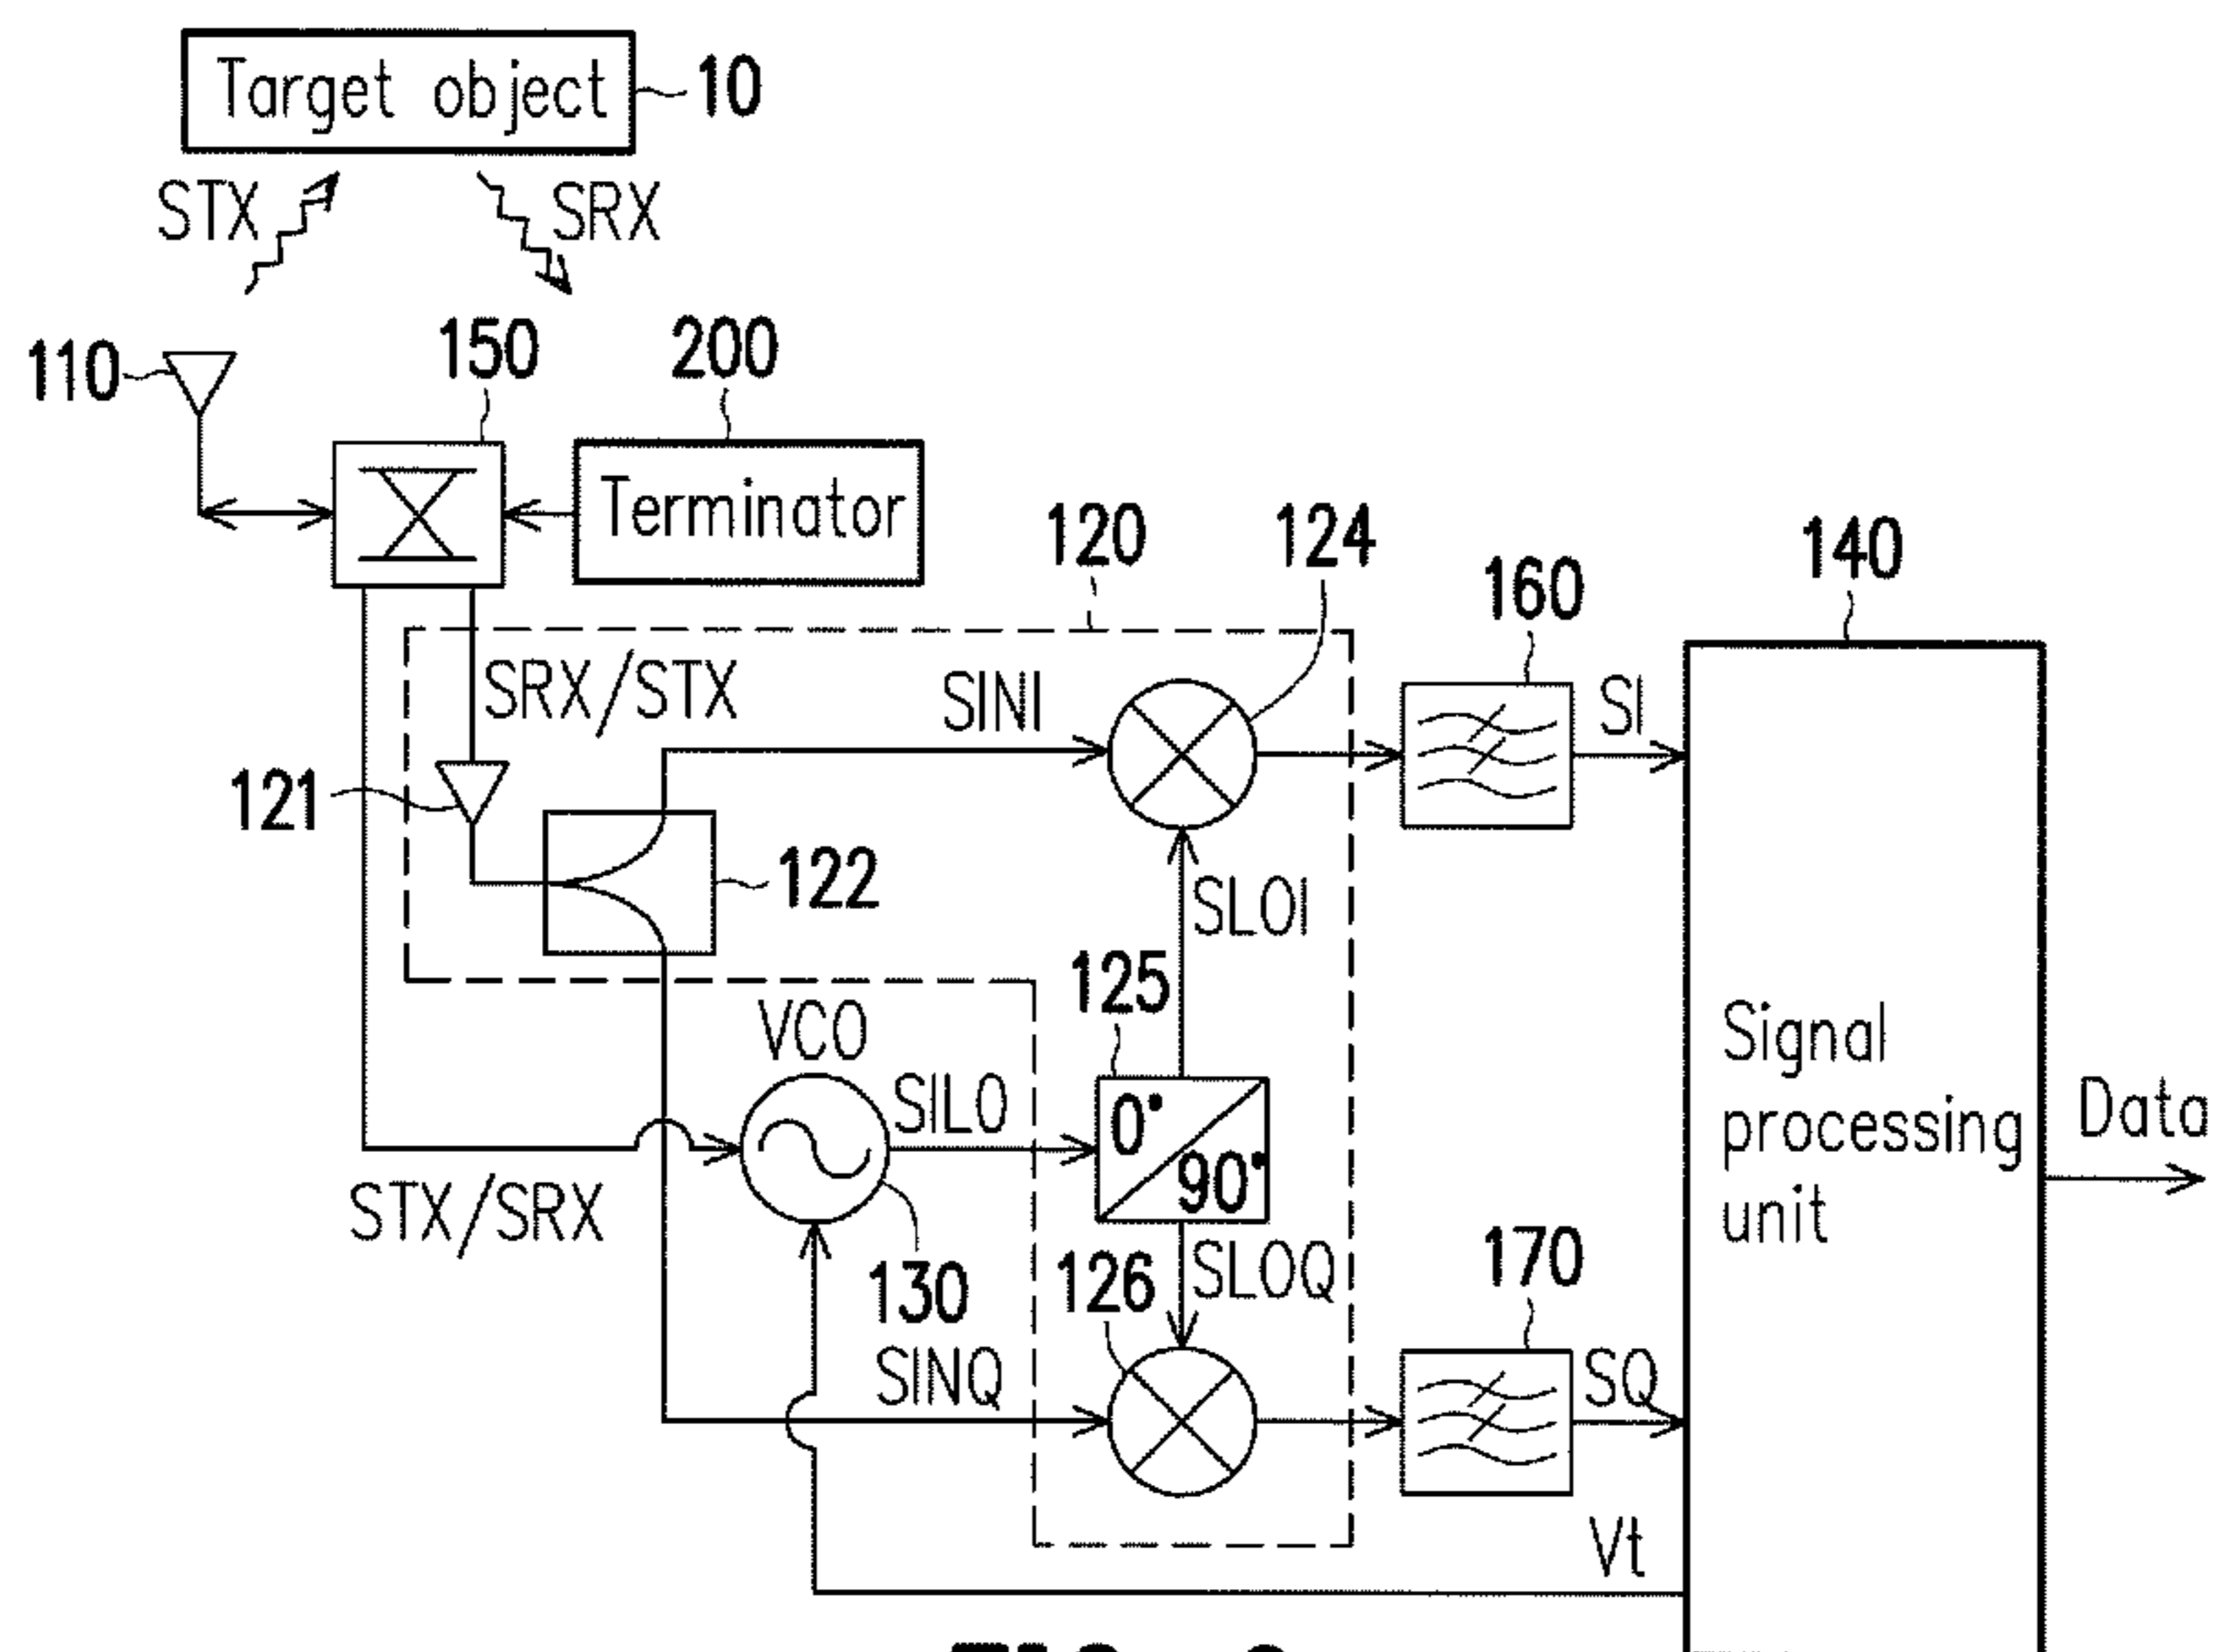 Target object
10
STX
SRX
110
150
200
Terminator
120
124
160
140
SRX/STX
SINI
SI
121
122
SLOI
125
VCO
SILO
0°
90°
Signal
processing
unit
Data
STX/SRX
130
126
SLOQ
170
SINQ
SQ
Vt